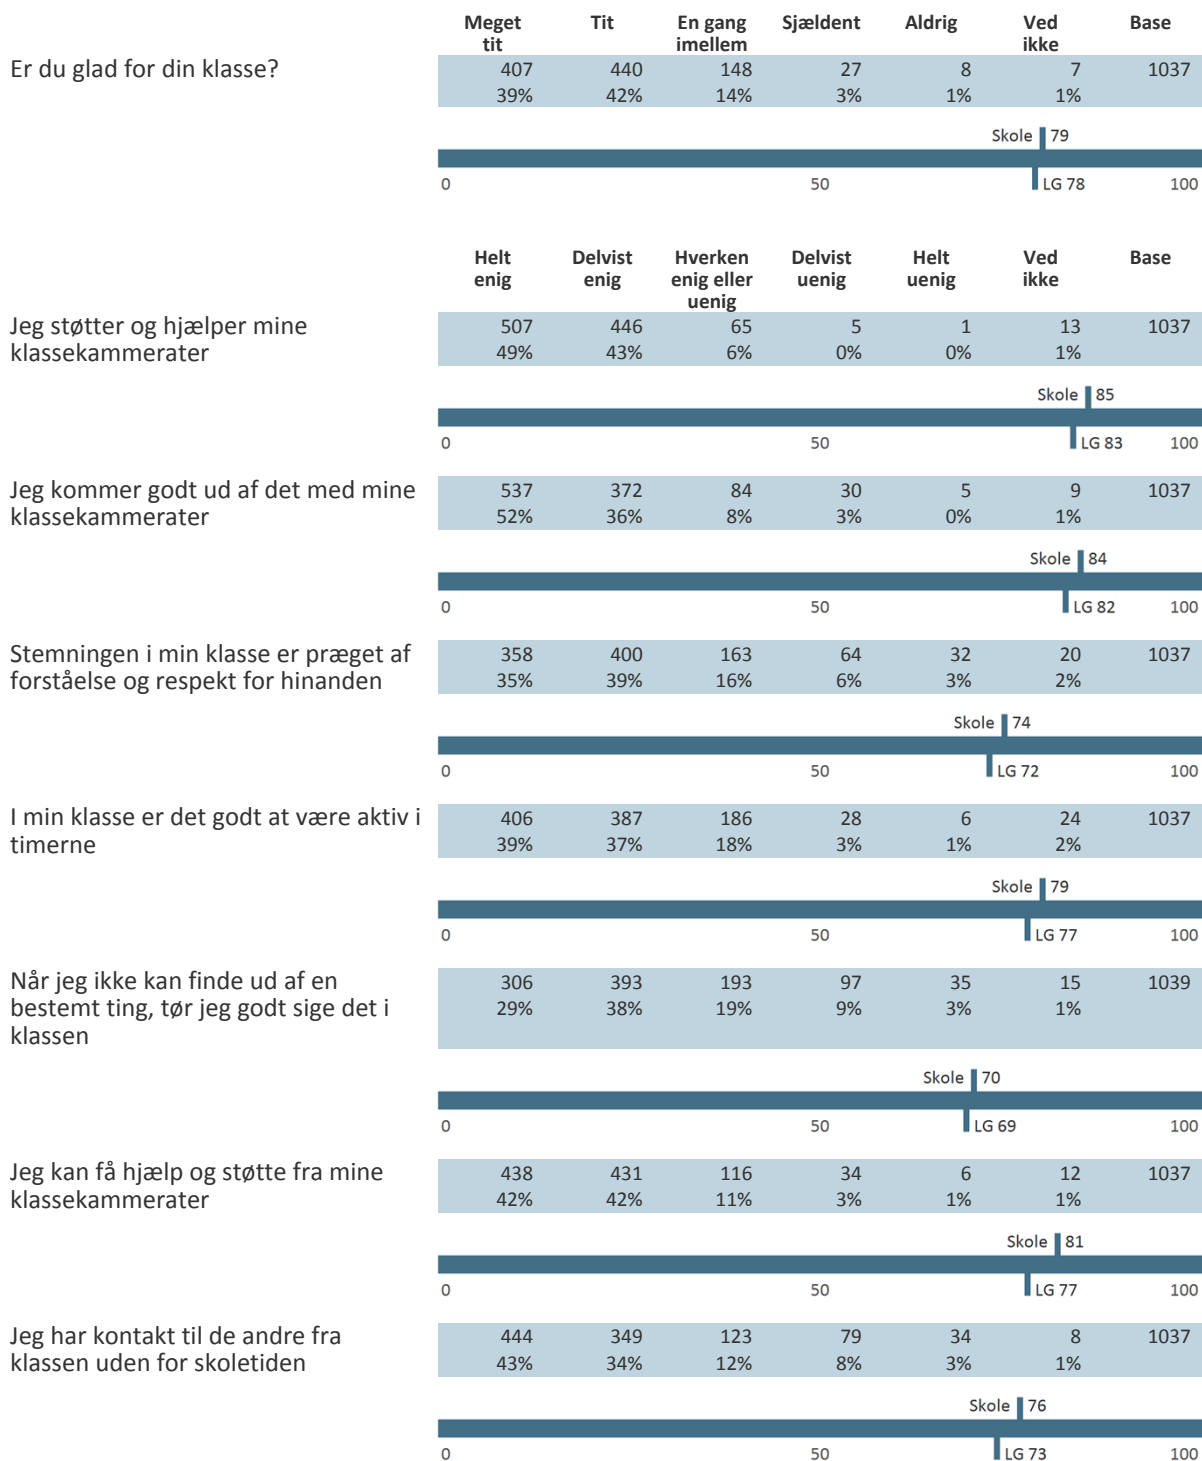 Meget tit Tit En gang imellem Sjældent Aldrig Ved ikke Base
Er du glad for din klasse? 407 440 148 27 8 7 1037
39% 42% 14% 3% 1% 1%
Skole 79
0 50 LG 78 100
Helt enig Delvist enig Hverken enig eller uenig Delvist uenig Helt uenig Ved ikke Base
Jeg støtter og hjælper mine 507 446 65 5 1 13 1037
klassekammerater 49% 43% 6% 0% 0% 1%
Skole 85
0 50 LG 83 100
Jeg kommer godt ud af det med mine 537 372 84 30 5 9 1037
klassekammerater 52% 36% 8% 3% 0% 1%
Skole 84
0 50 LG 82 100
Stemningen i min klasse er præget af 358 400 163 64 32 20 1037
forståelse og respekt for hinanden 35% 39% 16% 6% 3% 2%
Skole 74
0 50 LG 72 100
I min klasse er det godt at være aktiv i 406 387 186 28 6 24 1037
timerne 39% 37% 18% 3% 1% 2%
Skole 79
0 50 LG 77 100
Når jeg ikke kan finde ud af en 306 393 193 97 35 15 1039
bestemt ting, tør jeg godt sige det i 29% 38% 19% 9% 3% 1%
klassen
Skole 70
0 50 LG 69 100
Jeg kan få hjælp og støtte fra mine 438 431 116 34 6 12 1037
klassekammerater 42% 42% 11% 3% 1% 1%
Skole 81
0 50 LG 77 100
Jeg har kontakt til de andre fra 444 349 123 79 34 8 1037
klassen uden for skoletiden 43% 34% 12% 8% 3% 1%
Skole 76
0 50 LG 73 100